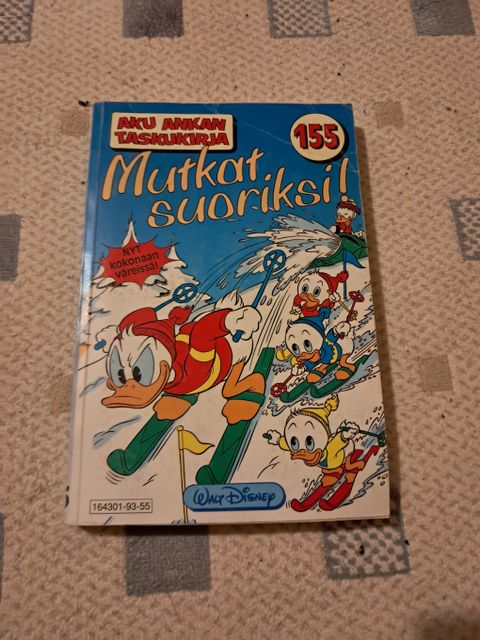 AKU ANKAN
TASKUKIRJA
155
Mutkat
suoriksi!
NYT
kokonaan
väreissä!
164301-93-55
WALT DISNEY